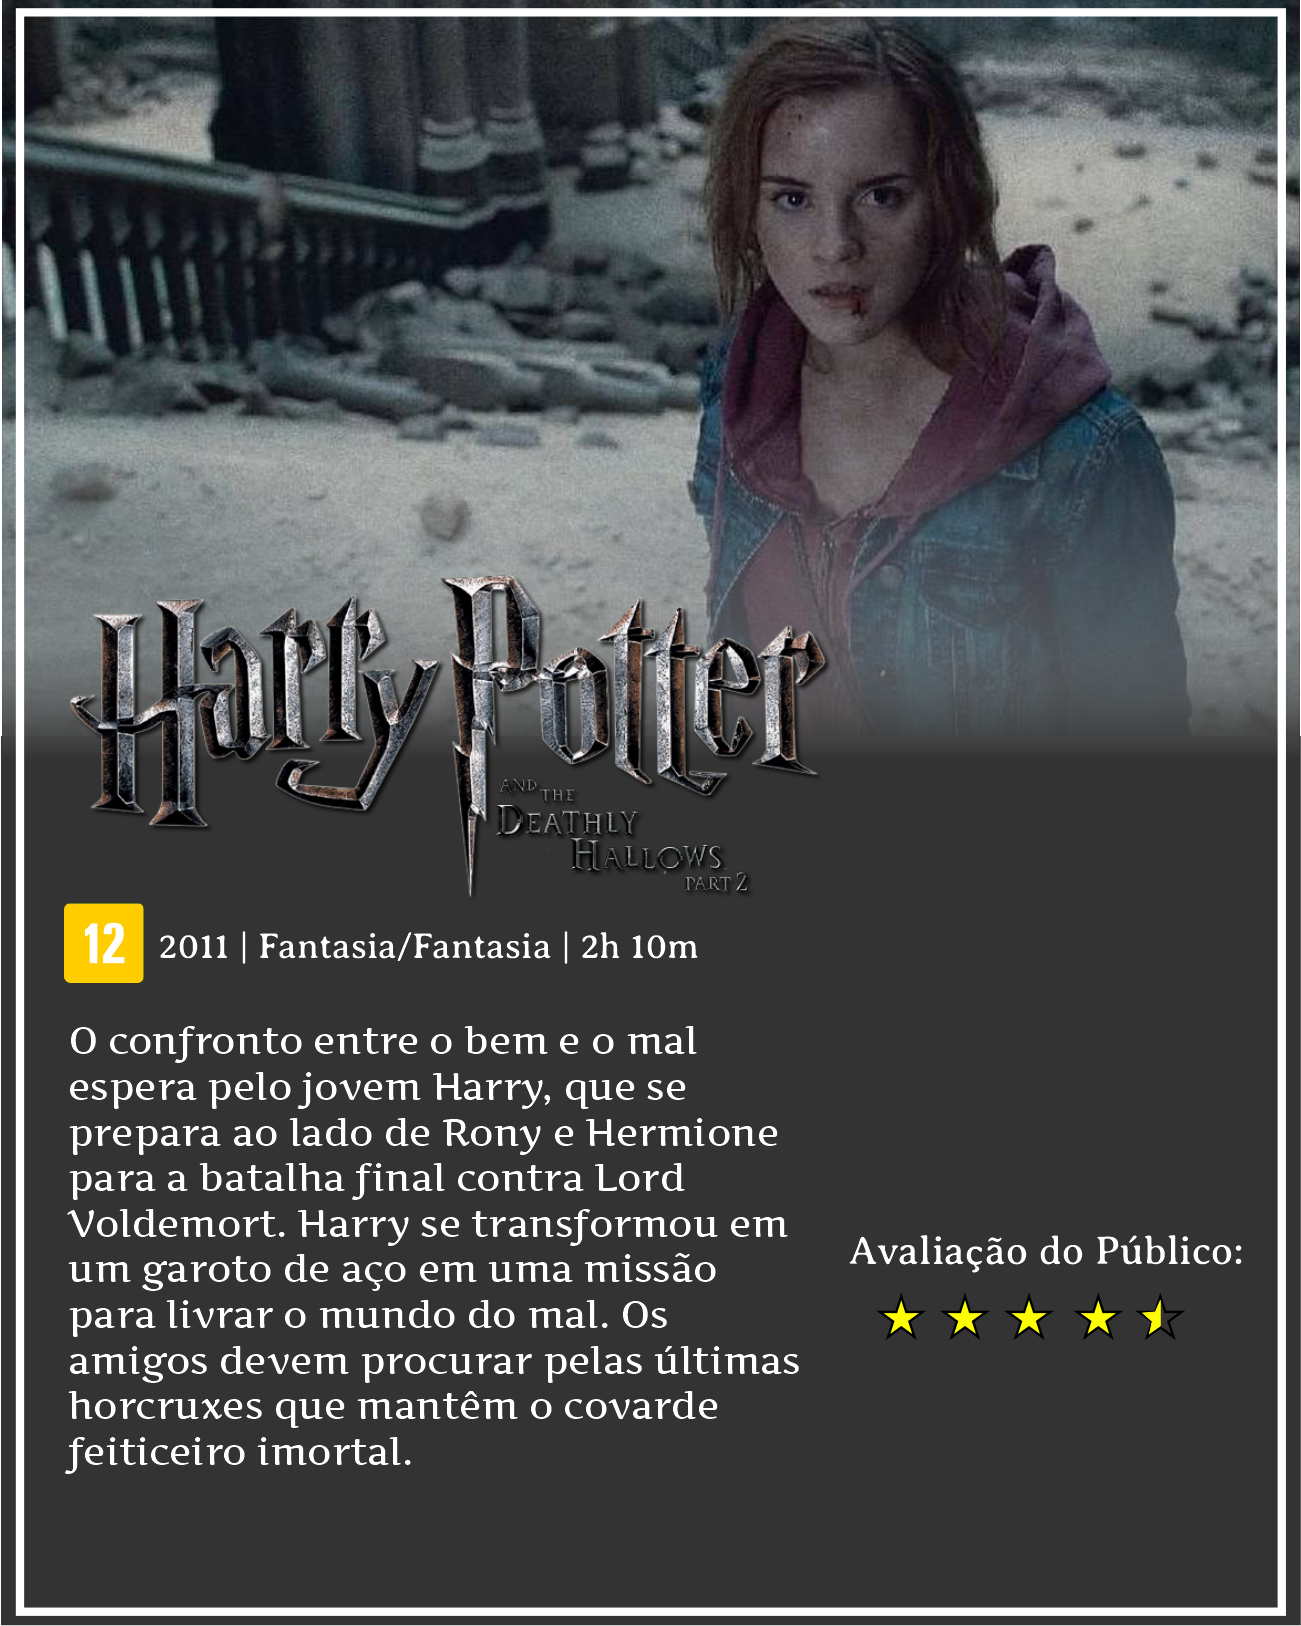 Harry Potter
AND THE
DEATHLY
HALLOWS
PART 2
12
2011 | Fantasia/Fantasia | 2h 10m
O confronto entre o bem e o mal
espera pelo jovem Harry, que se
prepara ao lado de Rony e Hermione
para a batalha final contra Lord
Voldemort. Harry se transformou em
um garoto de aço em uma missão
para livrar o mundo do mal. Os
amigos devem procurar pelas últimas
horcruxes que mantêm o covarde
feiticeiro imortal.
Avaliação do Público: